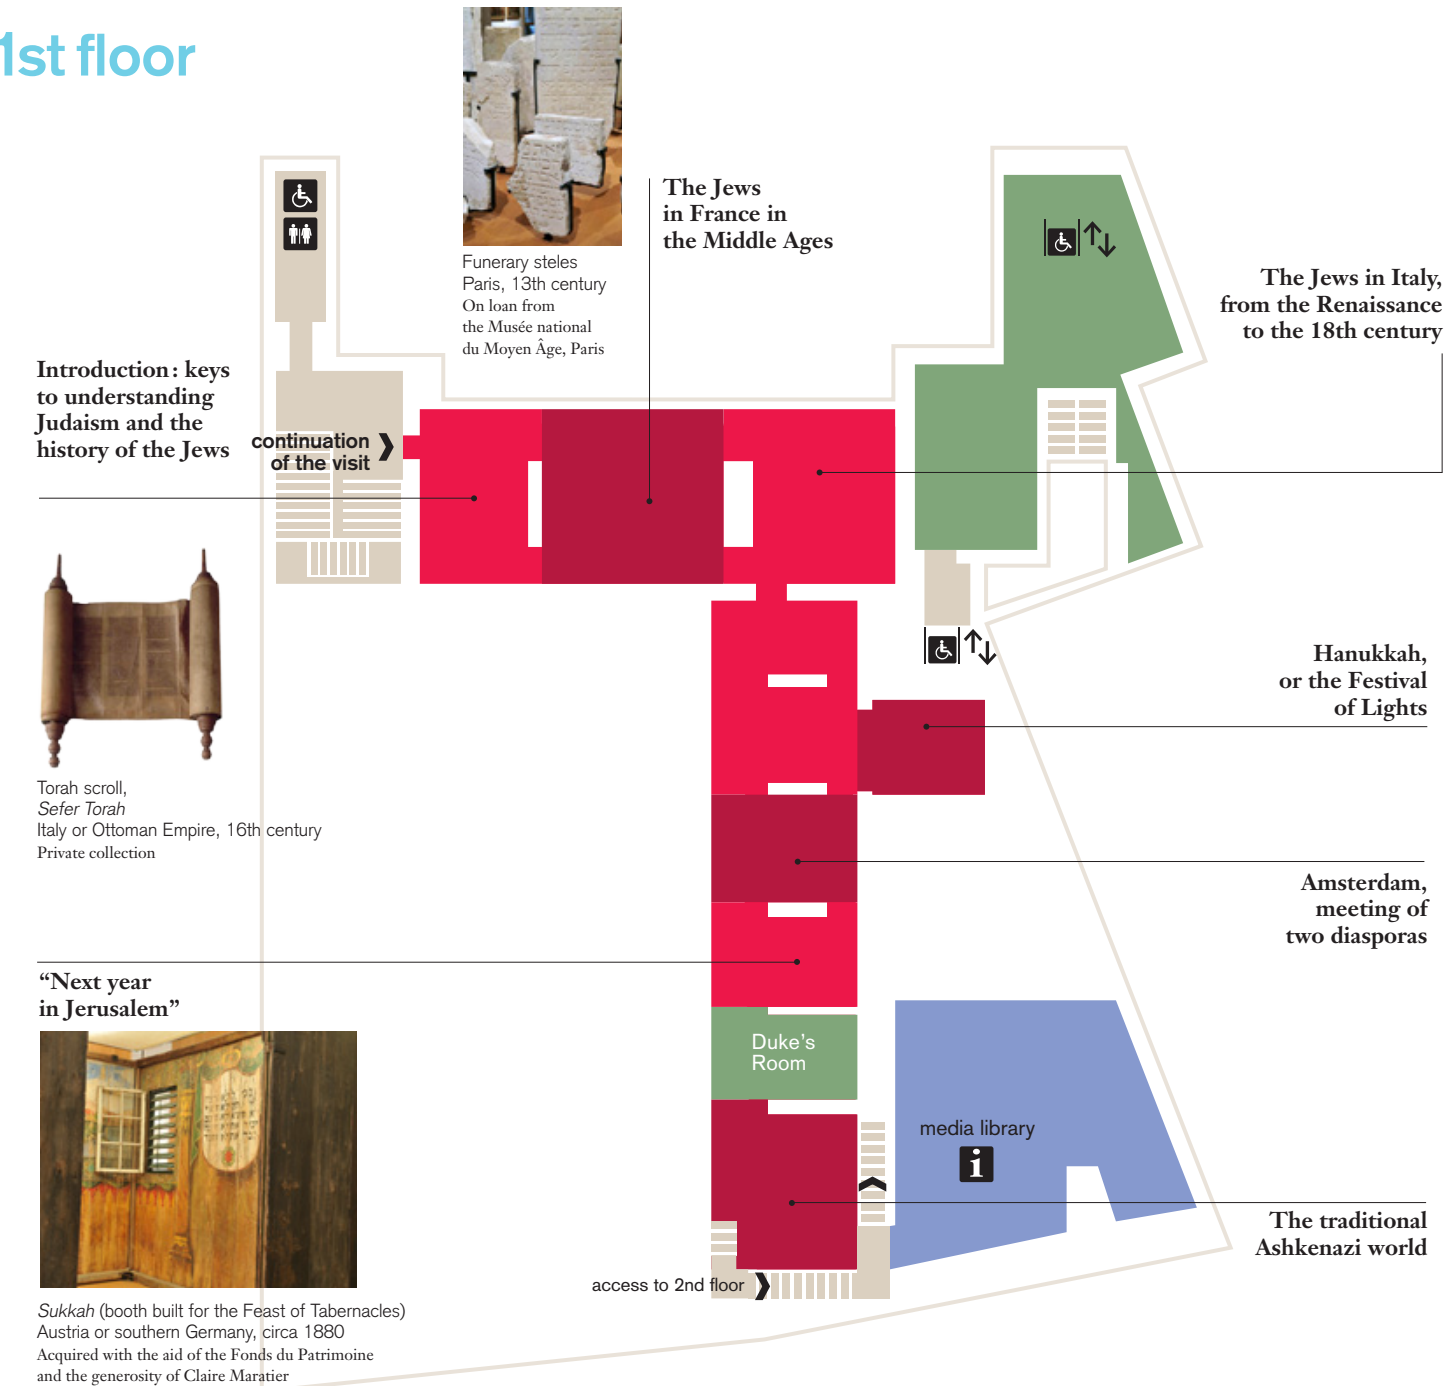 1st floor
Funerary steles
Paris, 13th century
On loan from
the Musée national
du Moyen Âge, Paris
The Jews
in France in
the Middle Ages
The Jews in Italy,
from the Renaissance
to the 18th century
Introduction : keys
to understanding
Judaism and the
history of the Jews
continuation
of the visit
Torah scroll,
Sefer Torah
Italy or Ottoman Empire, 16th century
Private collection
Hanukkah,
or the Festival
of Lights
Amsterdam,
meeting of
two diasporas
“Next year
in Jerusalem”
Duke's
Room
media library
i
The traditional
Ashkenazi world
access to 2nd floor
Sukkah (booth built for the Feast of Tabernacles)
Austria or southern Germany, circa 1880
Acquired with the aid of the Fonds du Patrimoine
and the generosity of Claire Maratier